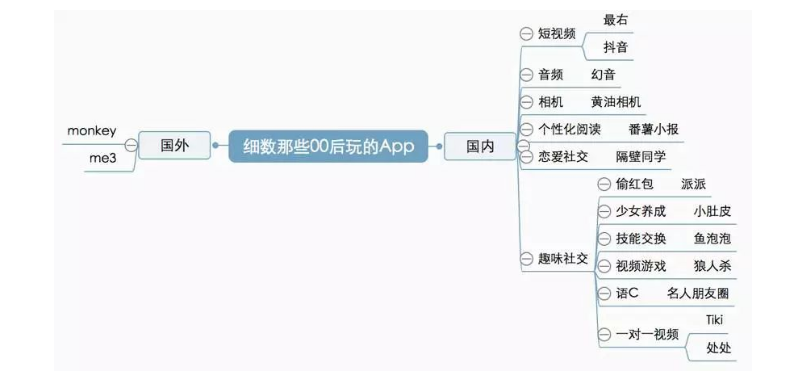 细数那些00后玩的App
国外
monkey
me3
国内
短视频
最右
抖音
音频 幻音
相机 黄油相机
个性化阅读 番薯小报
恋爱社交 隔壁同学
趣味社交
偷红包 派派
少女养成 小肚皮
技能交换 鱼泡泡
视频游戏 狼人杀
语C 名人朋友圈
一对一视频
Tiki
处处